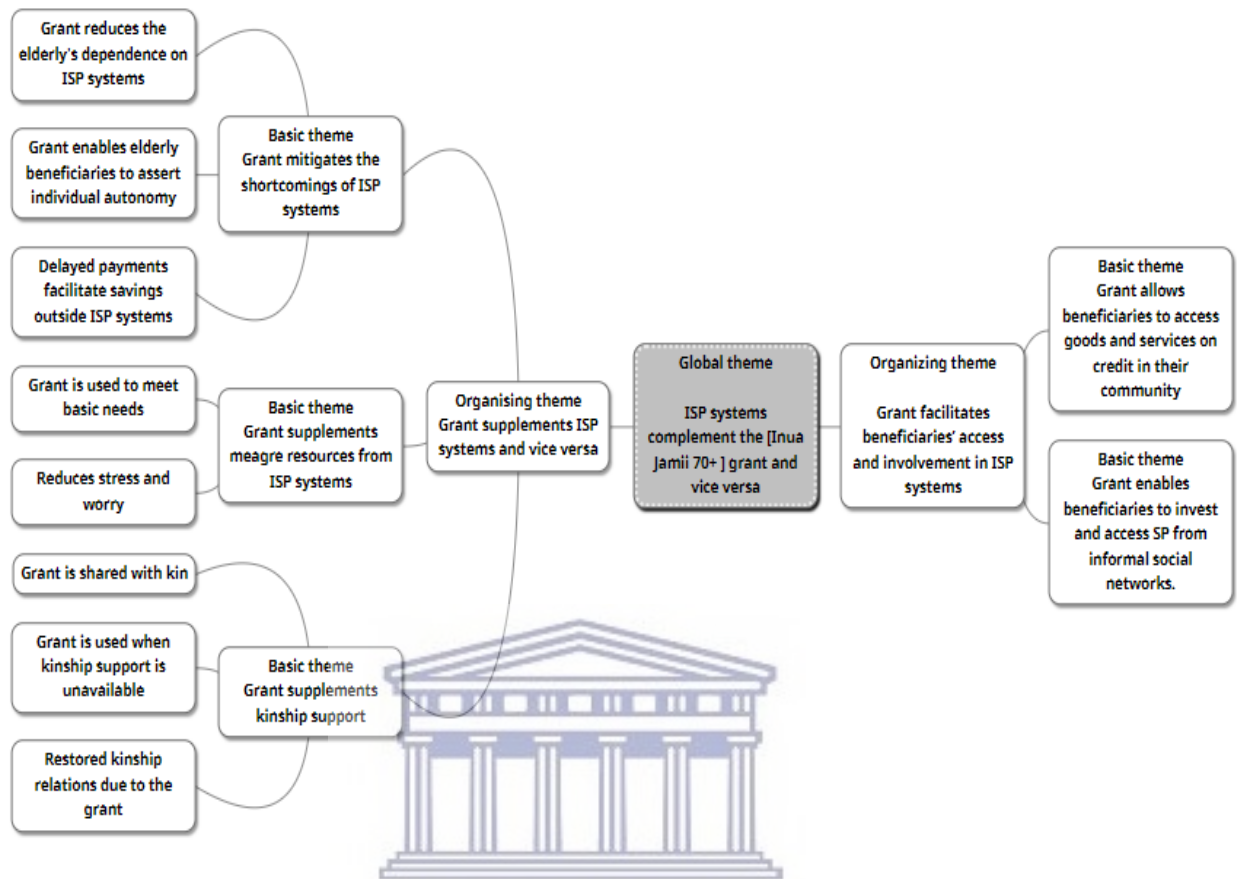 Grant reduces the
elderly's dependence on
ISP systems
Grant enables elderly
beneficiaries to assert
individual autonomy
Delayed payments
facilitate savings
outside ISP systems
Basic theme
Grant mitigates the
shortcomings of ISP
systems
Grant is used to meet
basic needs
Reduces stress and
worry
Basic theme
Grant supplements
meagre resources from
ISP systems
Grant is shared with kin
Grant is used when
kinship support is
unavailable
Restored kinship
relations due to the
grant
Basic theme
Grant supplements
kinship support
Organising theme
Grant supplements ISP
systems and vice versa
Global theme
ISP systems
complement the [Inua
Jamii 70+ ] grant and
vice versa
Organizing theme
Grant facilitates
beneficiaries' access
and involvement in ISP
systems
Basic theme
Grant allows
beneficiaries to access
goods and services on
credit in their
community
Basic theme
Grant enables
beneficiaries to invest
and access SP from
informal social
networks.